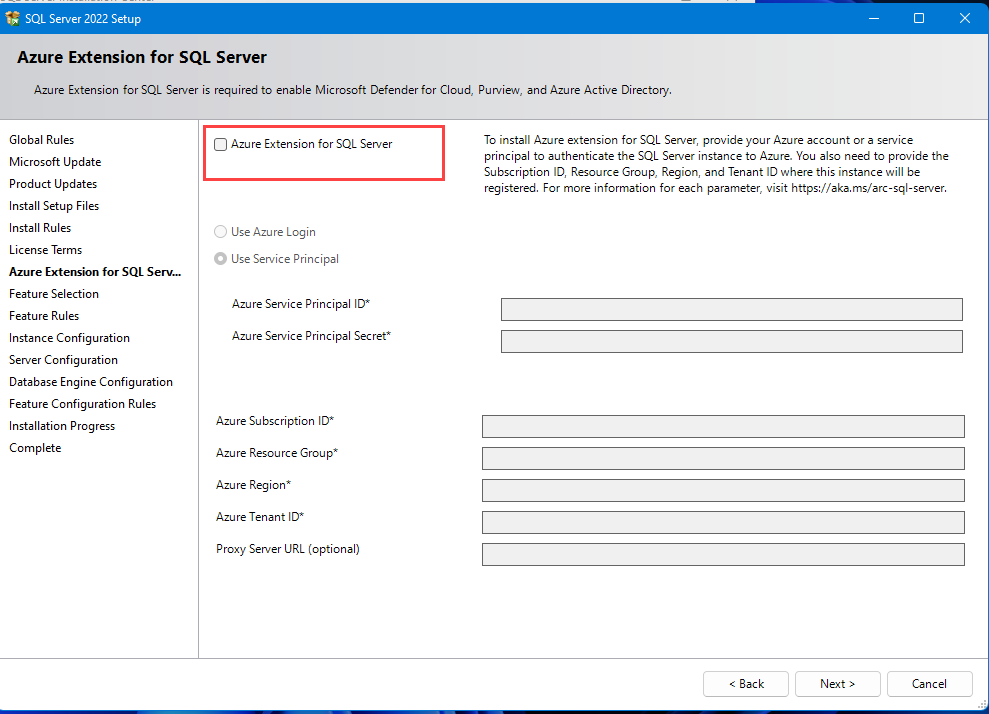 SQL Server 2022 Setup
Azure Extension for SQL Server
Azure Extension for SQL Server is required to enable Microsoft Defender for Cloud, Purview, and Azure Active Directory.
Global Rules
Microsoft Update
Product Updates
Install Setup Files
Install Rules
License Terms
Azure Extension for SQL Serv...
Feature Selection
Feature Rules
Instance Configuration
Server Configuration
Database Engine Configuration
Feature Configuration Rules
Installation Progress
Complete
Azure Extension for SQL Server
To install Azure extension for SQL Server, provide your Azure account or a service
principal to authenticate the SQL Server instance to Azure. You also need to provide the
Subscription ID, Resource Group, Region, and Tenant ID where this instance will be
registered. For more information for each parameter, visit https://aka.ms/arc-sql-server.
Use Azure Login
Use Service Principal
Azure Service Principal ID*
Azure Service Principal Secret*
Azure Subscription ID*
Azure Resource Group*
Azure Region*
Azure Tenant ID*
Proxy Server URL (optional)
< Back
Next >
Cancel